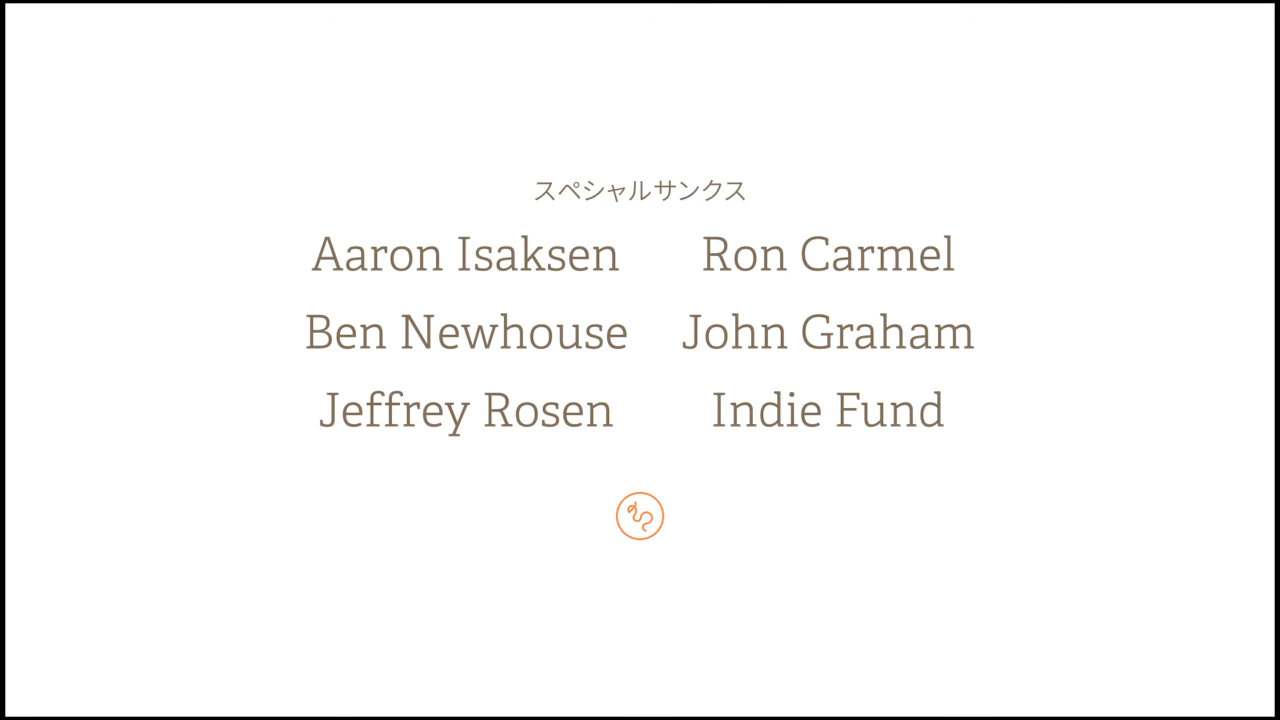 スペシャルサンクス
Aaron Isaksen Ron Carmel
Ben Newhouse John Graham
Jeffrey Rosen Indie Fund